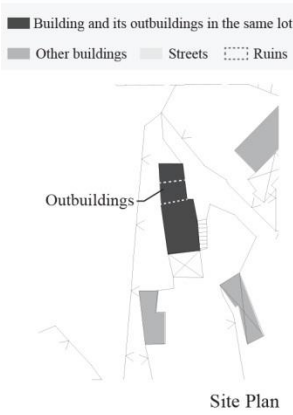 Building and its outbuildings in the same lot
Other buildings Streets Ruins
Outbuildings
Site Plan